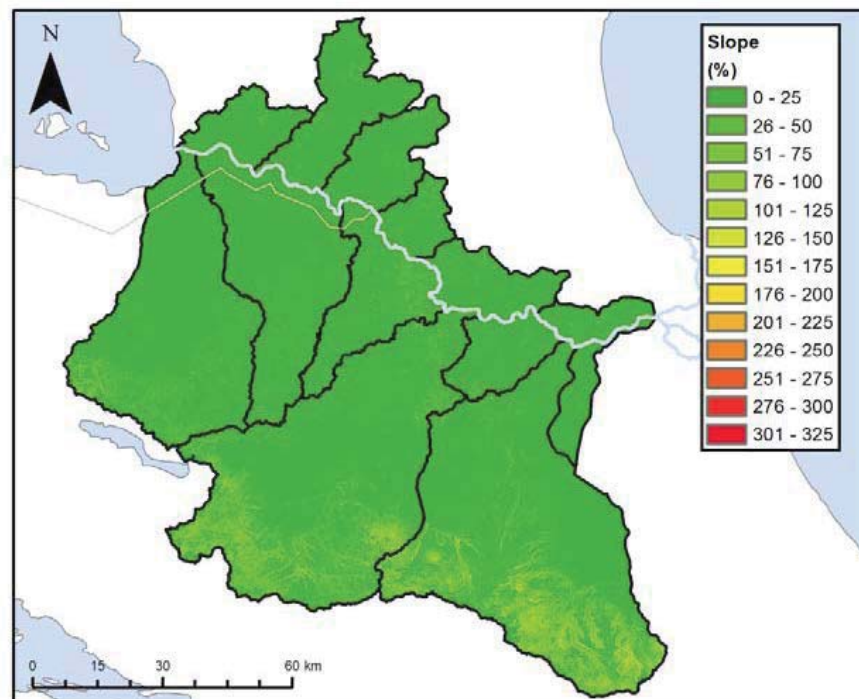 N
Slope
(%)
0 - 25
26 - 50
51 - 75
76 - 100
101 - 125
126 - 150
151 - 175
176 - 200
201 - 225
226 - 250
251 - 275
276 - 300
301 - 325
0 15 30 60 km